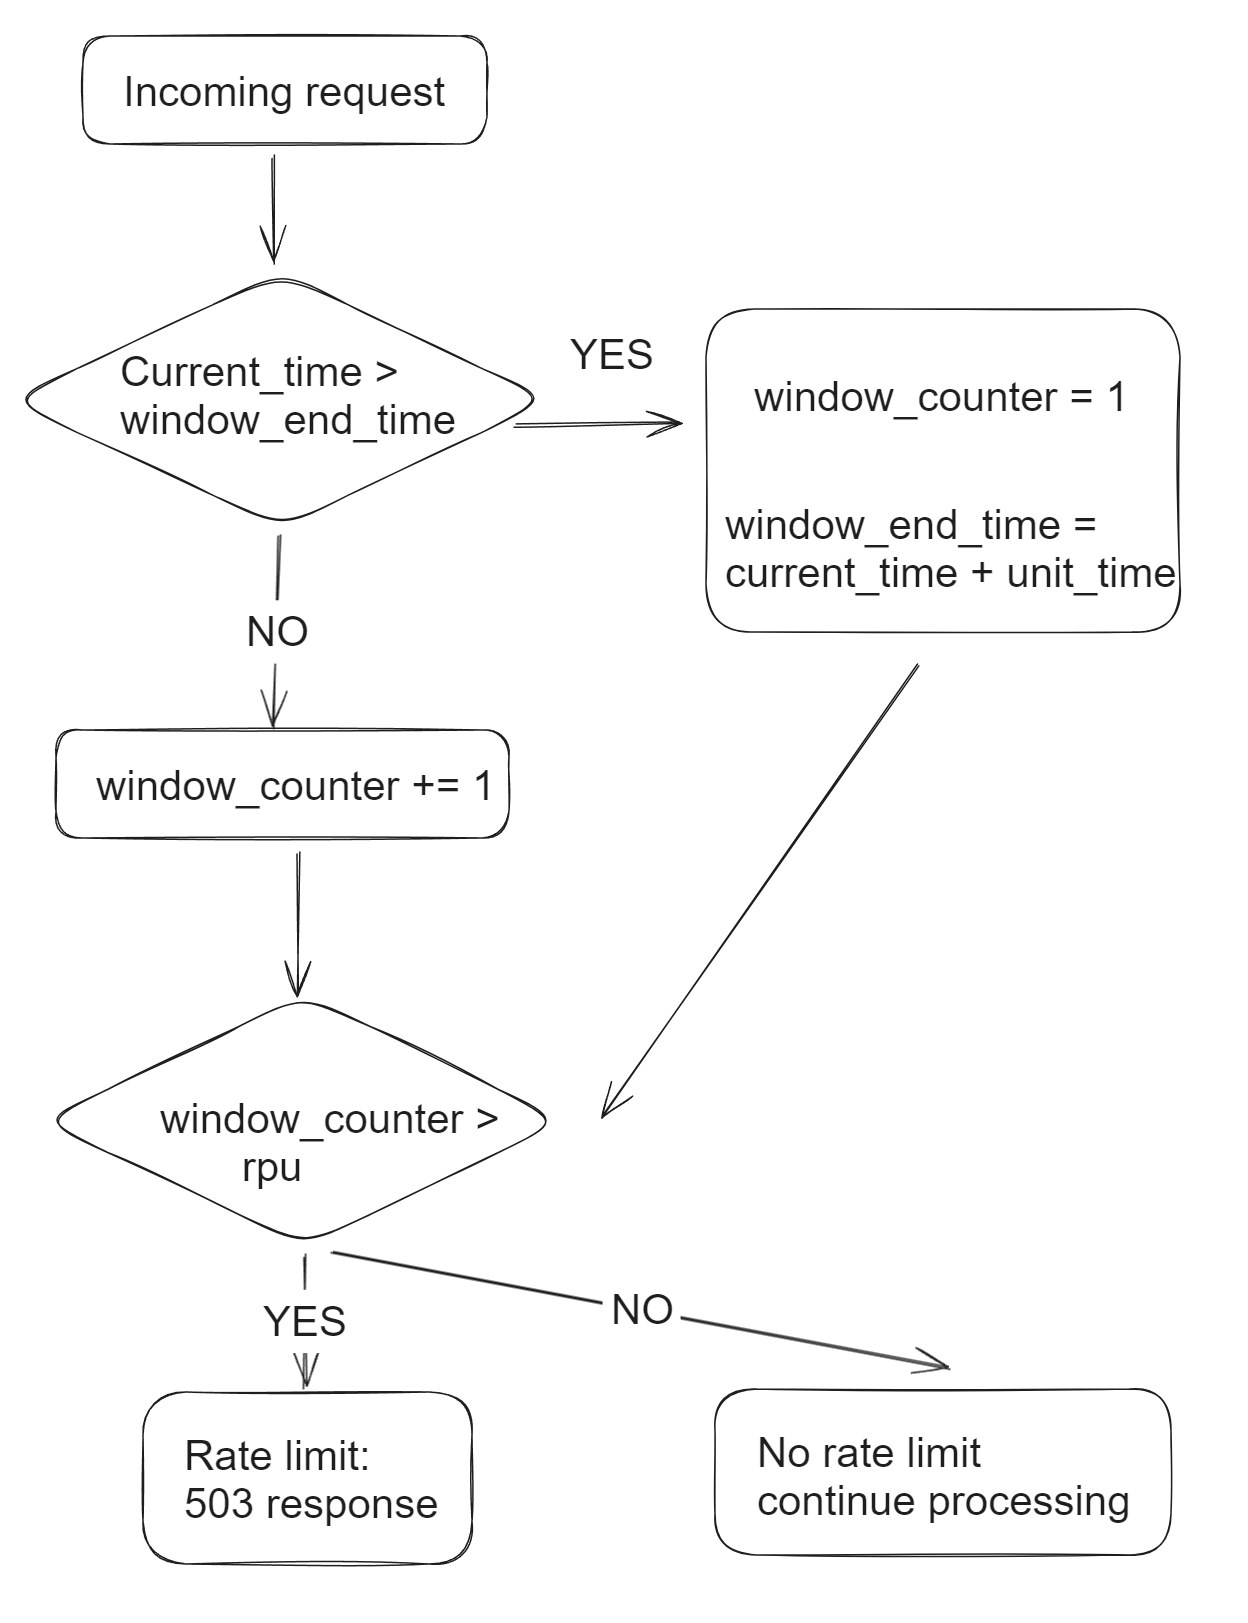 Incoming request
Current_time >
window_end_time
YES
window_counter = 1
window_end_time =
current_time + unit_time
NO
window_counter += 1
window_counter >
rpu
YES
NO
Rate limit:
503 response
No rate limit
continue processing